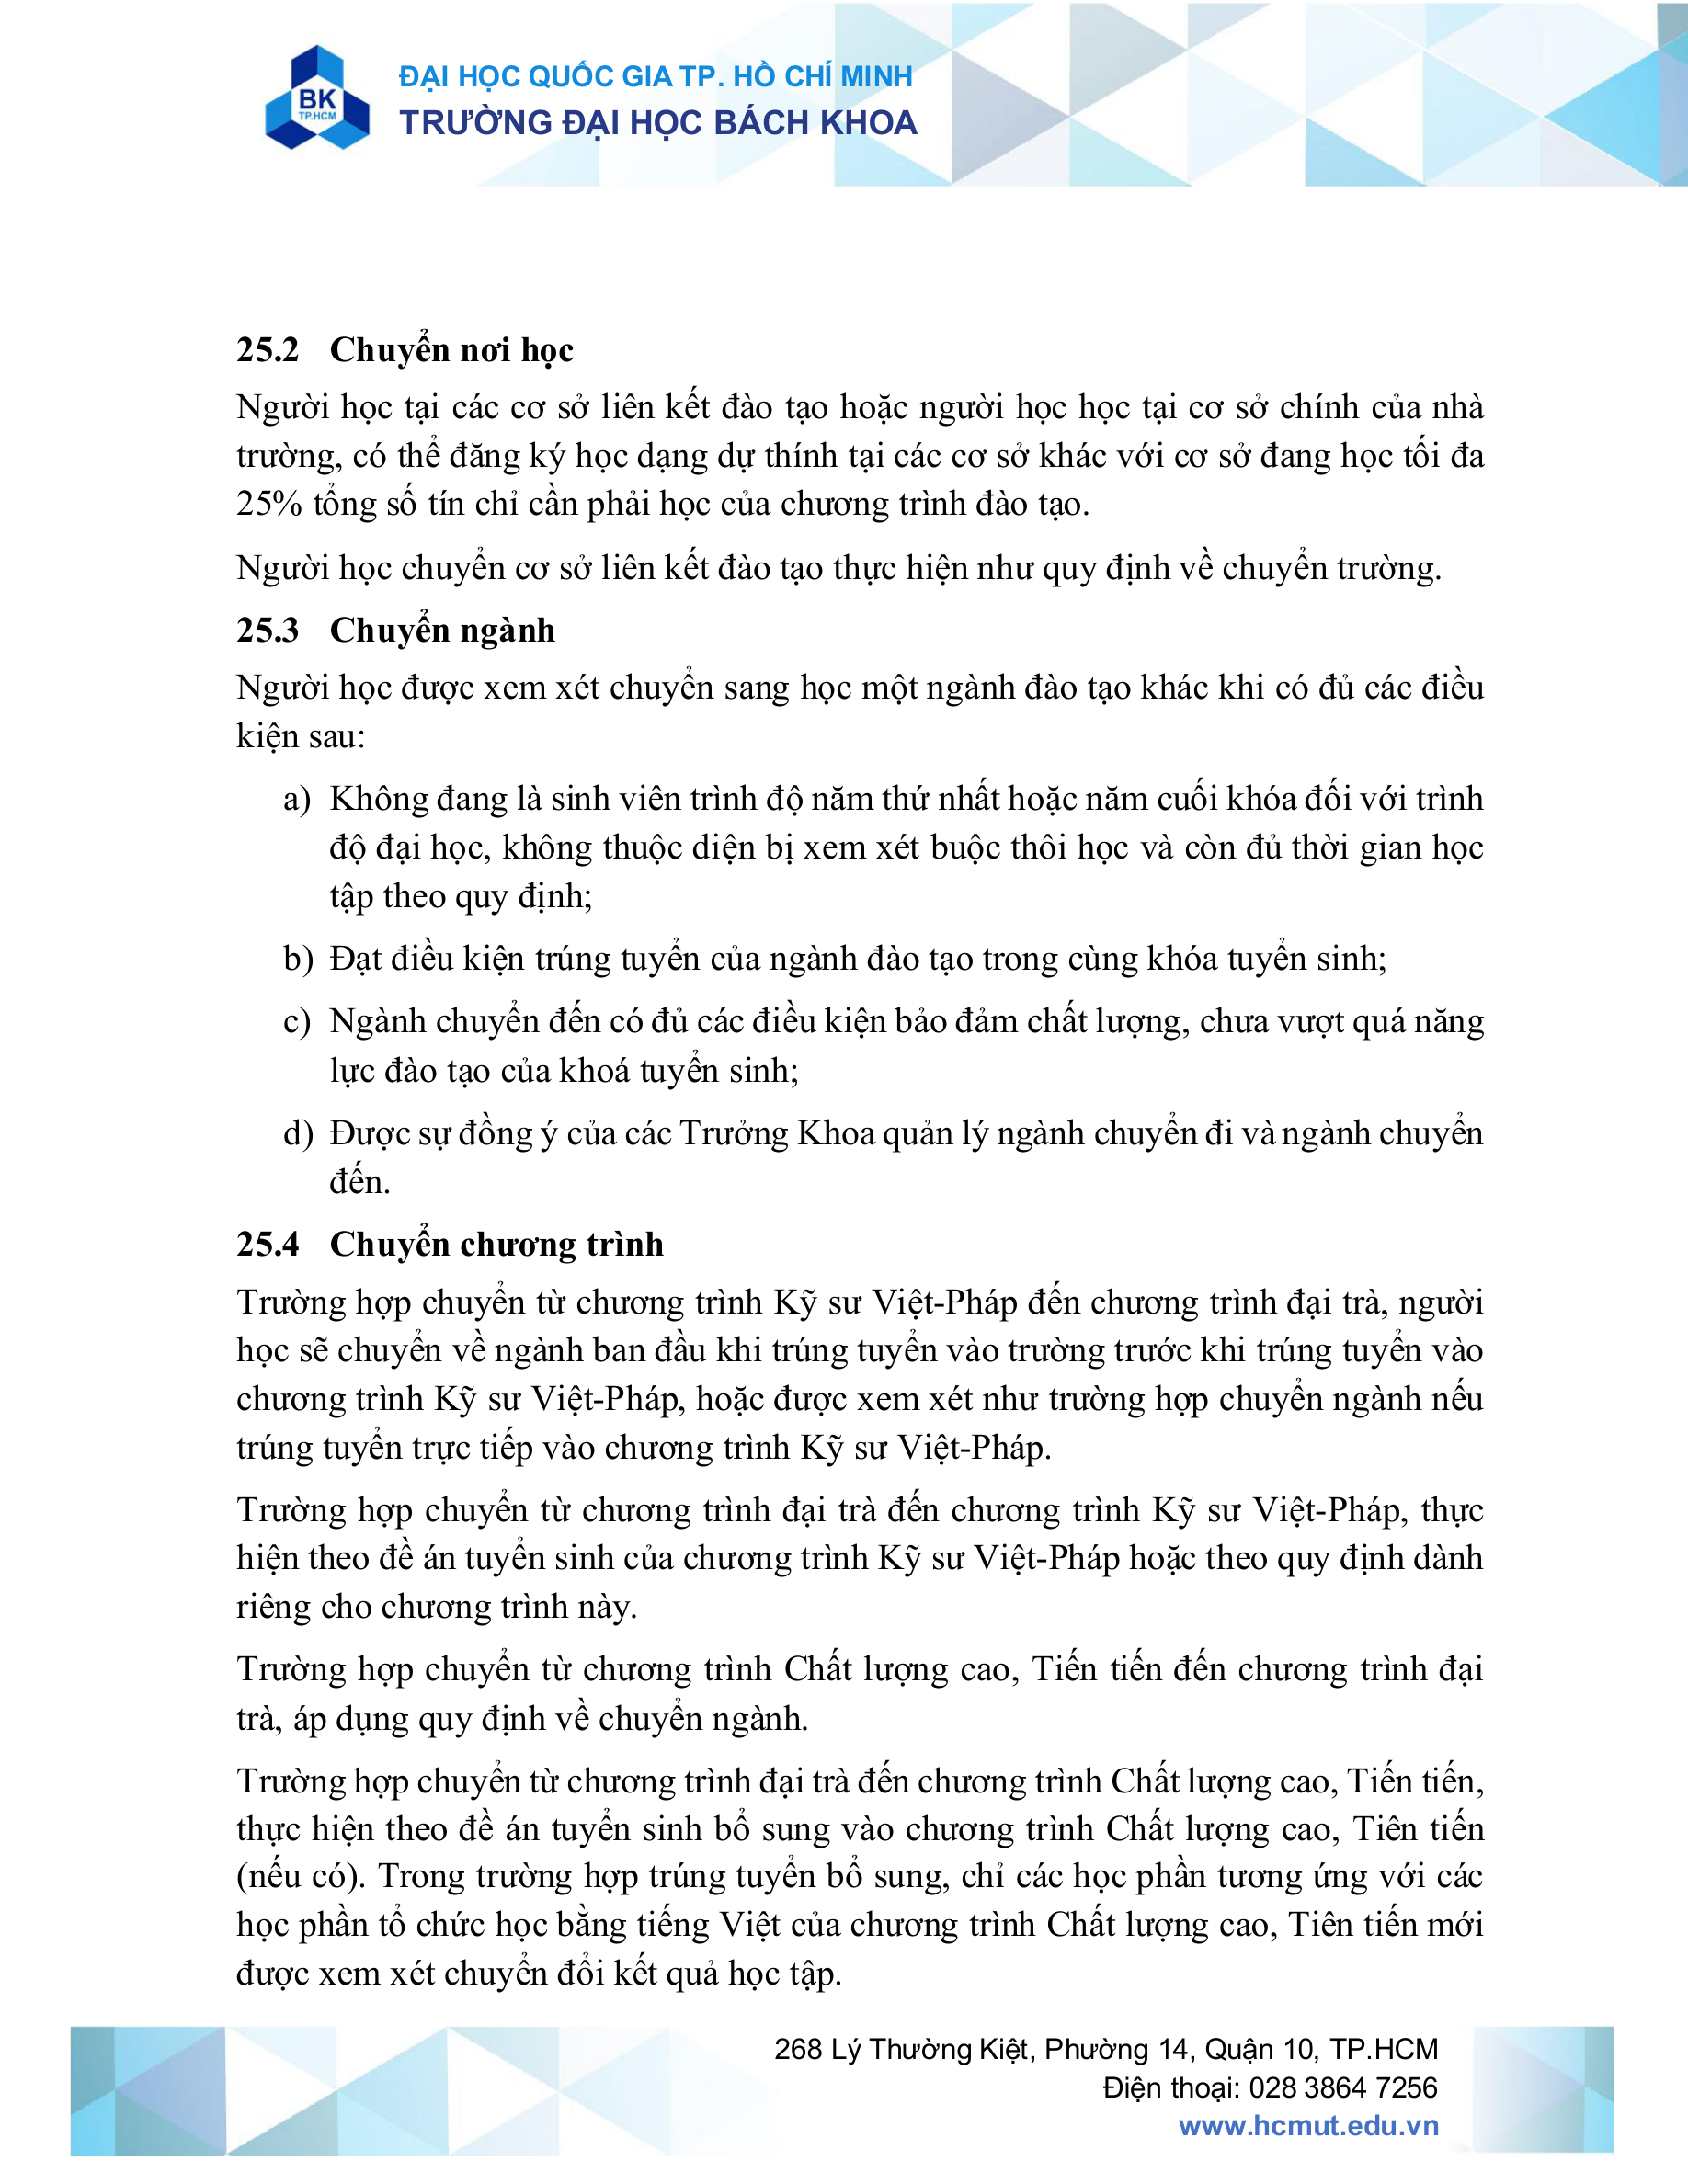 BK
TP.HCM
ĐẠI HỌC QUỐC GIA TP. HỒ CHÍ MINH
TRƯỜNG ĐẠI HỌC BÁCH KHOA
25.2 Chuyển nơi học
Người học tại các cơ sở liên kết đào tạo hoặc người học học tại cơ sở chính của nhà
trường, có thể đăng ký học dạng dự thính tại các cơ sở khác với cơ sở đang học tối đa
25% tổng số tín chỉ cần phải học của chương trình đào tạo.
Người học chuyển cơ sở liên kết đào tạo thực hiện như quy định về chuyển trường.
25.3 Chuyển ngành
Người học được xem xét chuyển sang học một ngành đào tạo khác khi có đủ các điều
kiện sau:
a) Không đang là sinh viên trình độ năm thứ nhất hoặc năm cuối khóa đối với trình
độ đại học, không thuộc diện bị xem xét buộc thôi học và còn đủ thời gian học
tập theo quy định;
b) Đạt điều kiện trúng tuyển của ngành đào tạo trong cùng khóa tuyển sinh;
c) Ngành chuyển đến có đủ các điều kiện bảo đảm chất lượng, chưa vượt quá năng
lực đào tạo của khoá tuyển sinh;
d) Được sự đồng ý của các Trưởng Khoa quản lý ngành chuyển đi và ngành chuyển
đến.
25.4 Chuyển chương trình
Trường hợp chuyển từ chương trình Kỹ sư Việt-Pháp đến chương trình đại trà, người
học sẽ chuyển về ngành ban đầu khi trúng tuyển vào trường trước khi trúng tuyển vào
chương trình Kỹ sư Việt-Pháp, hoặc được xem xét như trường hợp chuyển ngành nếu
trúng tuyển trực tiếp vào chương trình Kỹ sư Việt-Pháp.
Trường hợp chuyển từ chương trình đại trà đến chương trình Kỹ sư Việt-Pháp, thực
hiện theo đề án tuyển sinh của chương trình Kỹ sư Việt-Pháp hoặc theo quy định dành
riêng cho chương trình này.
Trường hợp chuyển từ chương trình Chất lượng cao, Tiến tiến đến chương trình đại
trà, áp dụng quy định về chuyển ngành.
Trường hợp chuyển từ chương trình đại trà đến chương trình Chất lượng cao, Tiến tiến,
thực hiện theo đề án tuyển sinh bổ sung vào chương trình Chất lượng cao, Tiên tiến
(nếu có). Trong trường hợp trúng tuyển bổ sung, chỉ các học phần tương ứng với các
học phần tổ chức học bằng tiếng Việt của chương trình Chất lượng cao, Tiên tiến mới
được xem xét chuyển đổi kết quả học tập.
268 Lý Thường Kiệt, Phường 14, Quận 10, TP.HCM
Điện thoại: 028 3864 7256
www.hcmut.edu.vn